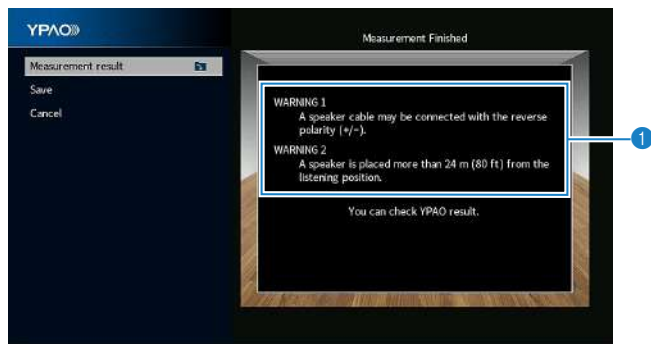 YPAO
Measurement Finished
Measurement result
Save
Cancel
WARNING 1
A speaker cable may be connected with the reverse
polarity (+/-).
WARNING 2
A speaker is placed more than 24 m (80 ft) from the
listening position.
You can check YPAO result.
1